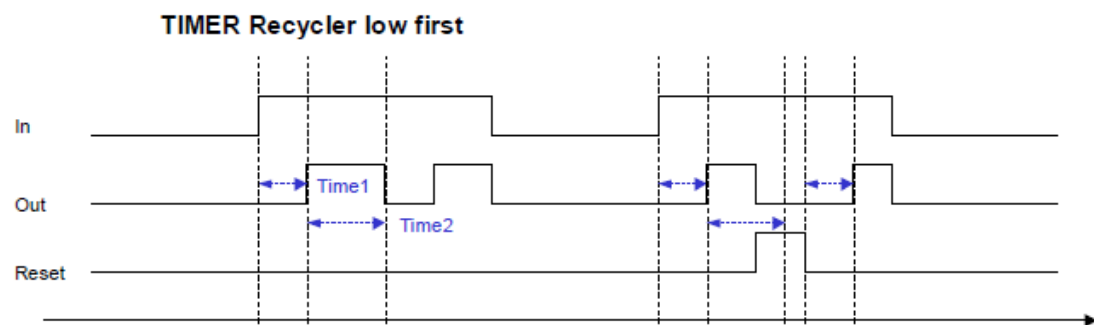 TIMER Recycler low first
In
Time1
Out
Time2
Reset